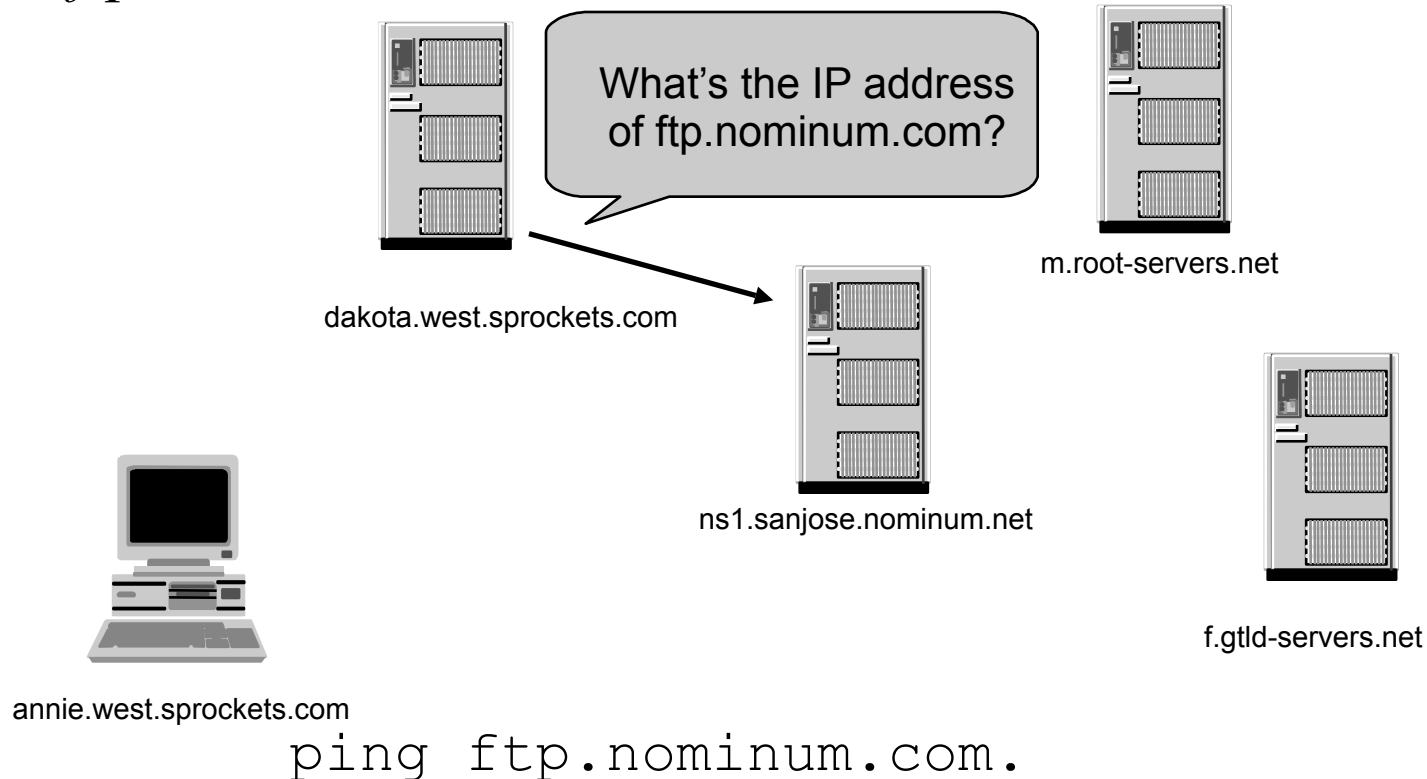 What’s the IP address
of ftp.nominum.com?
m.root-servers.net
dakota.west.sprockets.com
ns1.sanjose.nominum.net
f.gtld-servers.net
annie.west.sprockets.com
ping ftp.nominum.com.